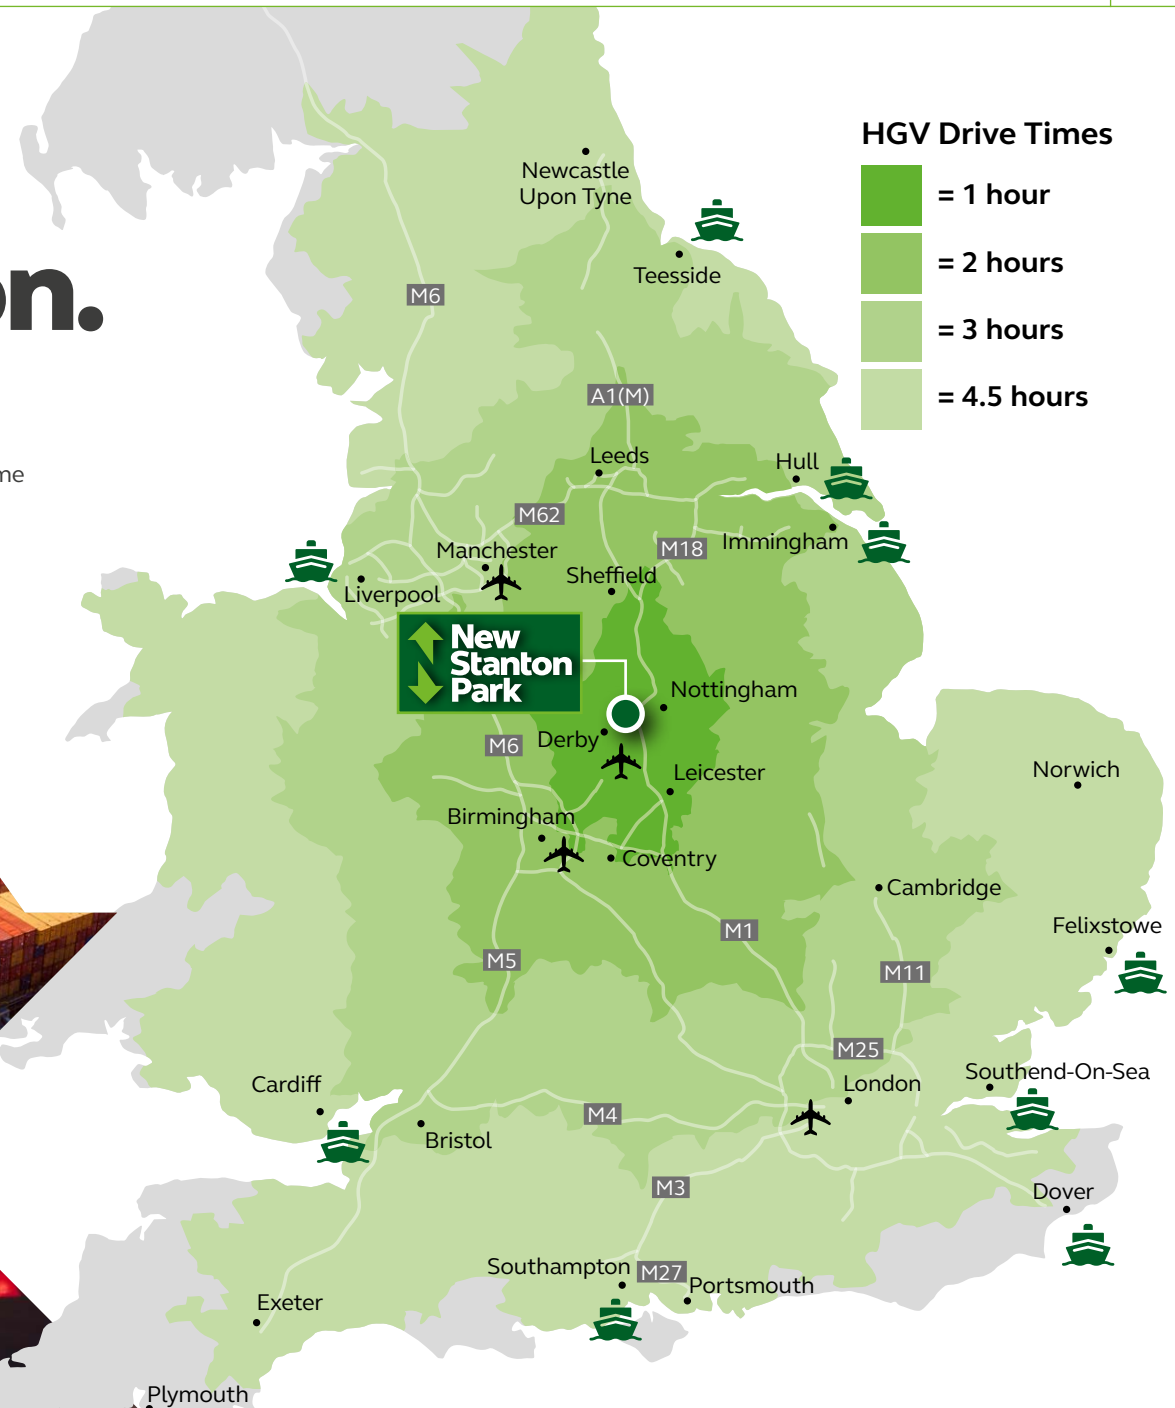 HGV Drive Times
= 1 hour
= 2 hours
= 3 hours
= 4.5 hours
Newcastle
Upon Tyne
Teesside
on.
M6
A1(M)
me
Leeds
Hull
M62
Immingham
M18
Manchester
Sheffield
Liverpool
New
Stanton
Park
Nottingham
Derby
M6
Leicester
Norwich
Birmingham
Coventry
Cambridge
Felixstowe
M1
M5
M11
M25
Southend-On-Sea
London
Cardiff
M4
Bristol
M3
Dover
Southampton
M27
Portsmouth
Exeter
Plymouth